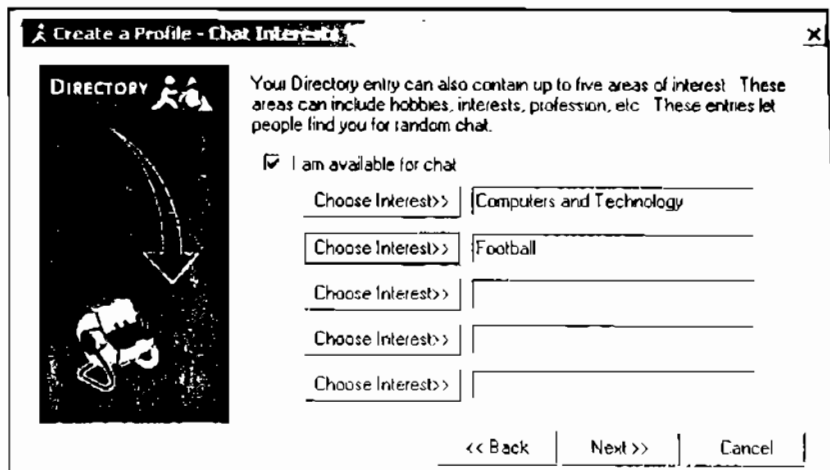 Create a Profile - Chat Interests
DIRECTORY
Your Directory entry can also contain up to five areas of interest These
areas can include hobbies, interests, profession, etc These entries let
people find you for random chat.
I am available for chat
Choose Interest>> Computers and Technology
Choose Interest>> Football
Choose Interest>>
Choose Interest>>
Choose Interest>>
<< Back Next >> Cancel